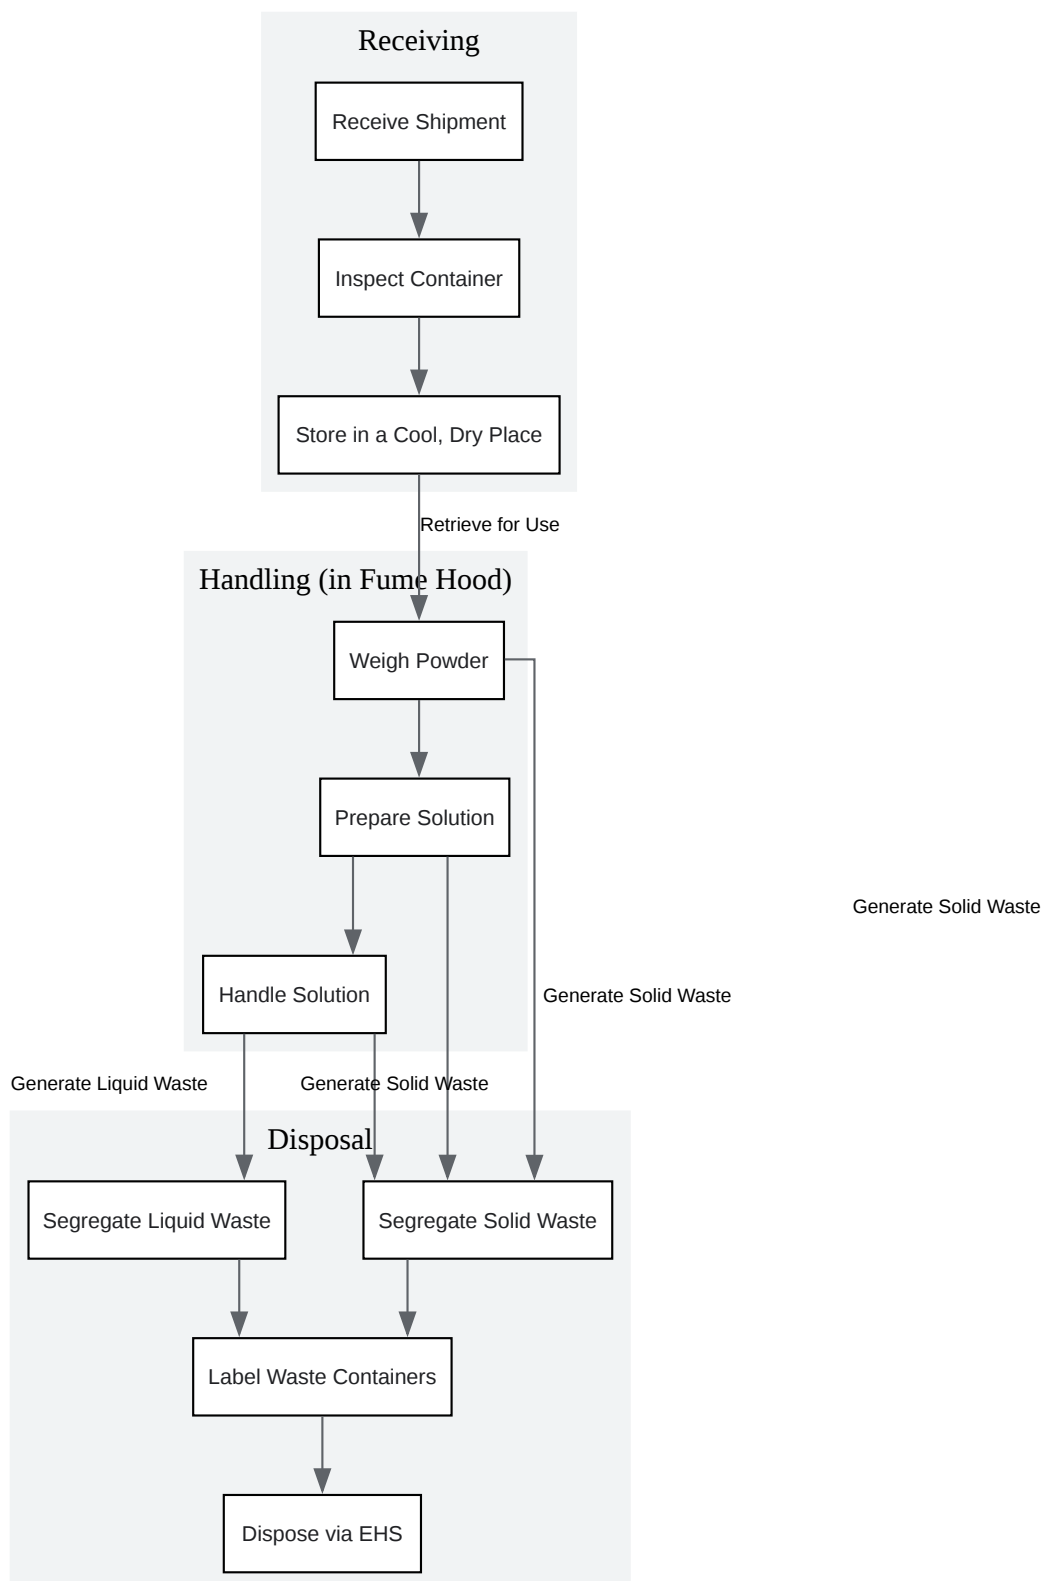 Receiving
Receive Shipment
Inspect Container
Store in a Cool, Dry Place
Retrieve for Use
Handling (in Fume Hood)
Weigh Powder
Prepare Solution
Generate Solid Waste
Handle Solution
Generate Solid Waste
Generate Liquid Waste
Generate Solid Waste
Disposal
Segregate Liquid Waste
Segregate Solid Waste
Label Waste Containers
Dispose via EHS